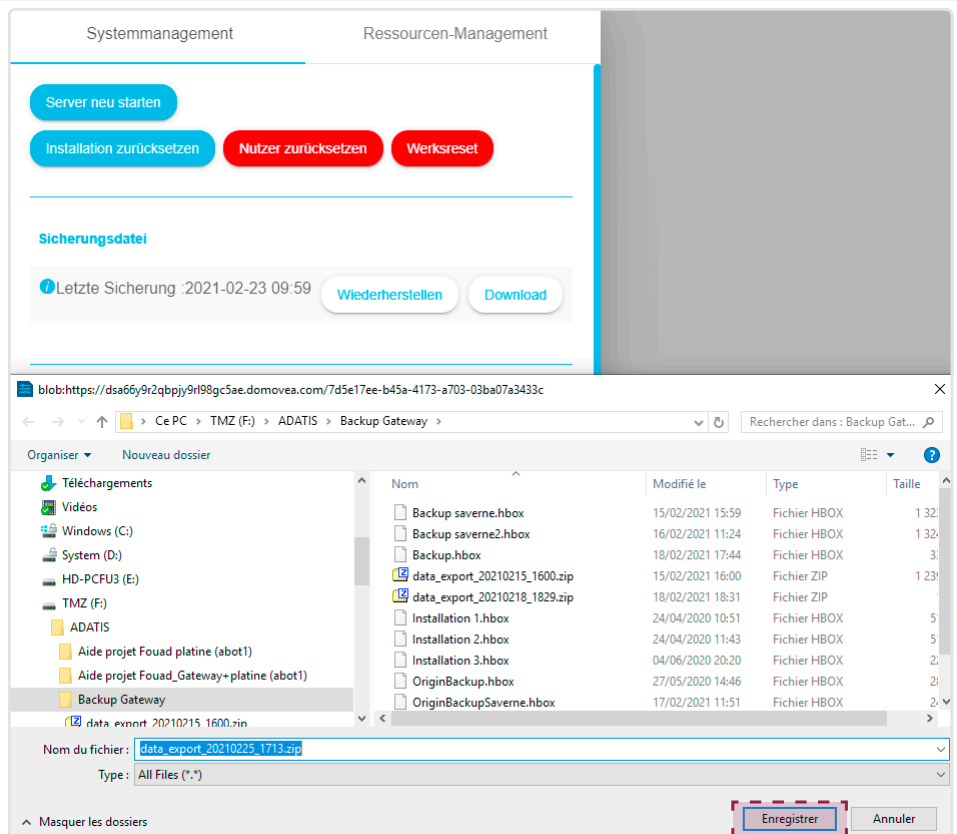 Systemmanagement Ressourcen-Management
Server neu starten
Installation zurücksetzen Nutzer zurücksetzen Werksreset
Sicherungsdatei
Letzte Sicherung :2021-02-23 09:59 Wiederherstellen Download
blob:https://dsa66y9r2qbpjy9rl98gc5ae.domovea.com/7d5e17ee-b45a-4173-a703-03ba07a3433c
Ce PC > TMZ (F:) > ADATIS > Backup Gateway > Rechercher dans : Backup Gat...
Organiser Nouveau dossier
Téléchargements
Vidéos
Windows (C:)
System (D:)
HD-PCFU3 (E:)
TMZ (F:)
ADATIS
Aide projet Fouad platine (abot1)
Aide projet Fouad_Gateway+platine (abot1)
Backup Gateway
data_export_20210215_1600.zip
Nom Modifié le Type Taille
Backup saverne.hbox 15/02/2021 15:59 Fichier HBOX
Backup saverne2.hbox 16/02/2021 11:24 Fichier HBOX
Backup.hbox 18/02/2021 17:44 Fichier HBOX
data_export_20210215_1600.zip 15/02/2021 16:00 Fichier ZIP
data_export_20210218_1829.zip 18/02/2021 18:31 Fichier ZIP
Installation 1.hbox 24/04/2020 10:51 Fichier HBOX
Installation 2.hbox 24/04/2020 11:43 Fichier HBOX
Installation 3.hbox 04/06/2020 20:20 Fichier HBOX
OriginBackup.hbox 27/05/2020 14:46 Fichier HBOX
OriginBackupSaverne.hbox 17/02/2021 11:51 Fichier HBOX
Nom du fichier : data_export_20210225_1713.zip
Type : All Files (*.*)
Masquer les dossiers Enregistrer Annuler